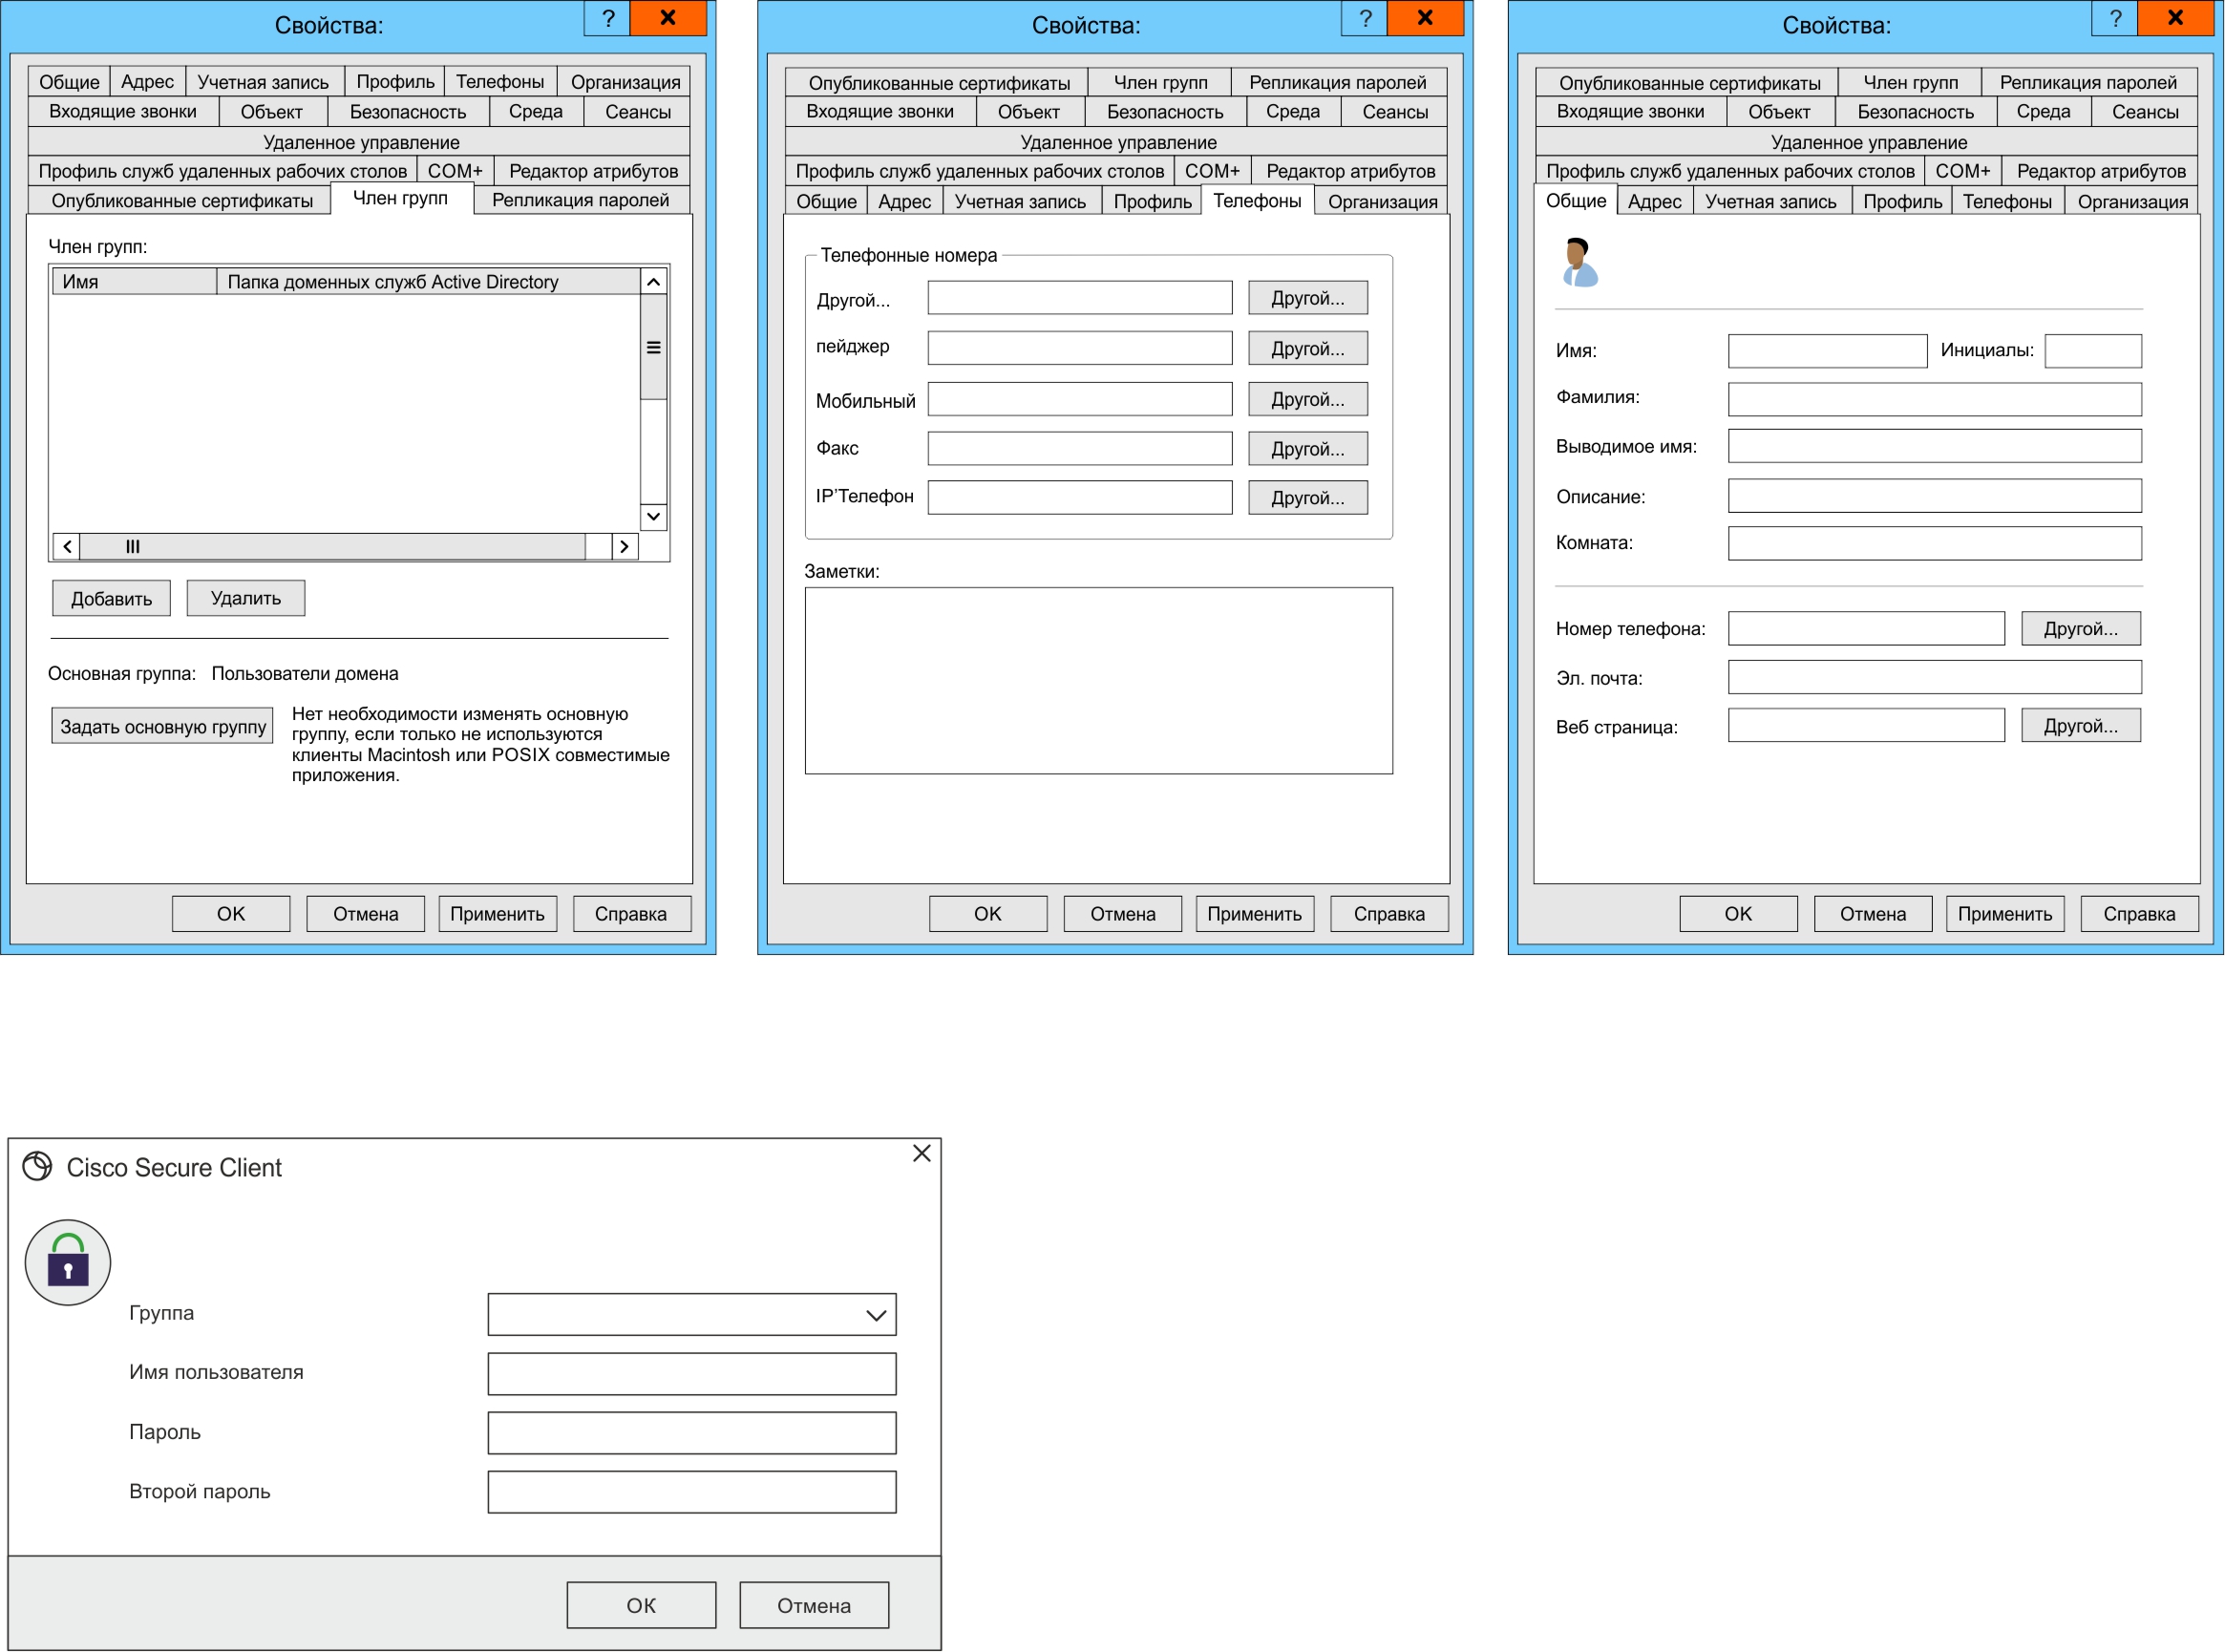 Свойства:
?
Общие Адрес Учетная запись Профиль Телефоны Организация
Входящие звонки Объект Безопасность Среда Сеансы
Удаленное управление
Профиль служб удаленных рабочих столов COM+ Редактор атрибутов
Опубликованные сертификаты Член групп Репликация паролей
Член групп:
Имя Папка доменных служб Active Directory
Добавить Удалить
Основная группа: Пользователи домена
Задать основную группу
Нет необходимости изменять основную
группу, если только не используются
клиенты Macintosh или POSIX совместимые
приложения.
OK Отмена Применить Справка
Свойства:
?
Опубликованные сертификаты Член групп Репликация паролей
Входящие звонки Объект Безопасность Среда Сеансы
Удаленное управление
Профиль служб удаленных рабочих столов COM+ Редактор атрибутов
Общие Адрес Учетная запись Профиль Телефоны Организация
Телефонные номера
Другой... Другой...
пейджер Другой...
Мобильный Другой...
Факс Другой...
IP'Телефон Другой...
Заметки:
OK Отмена Применить Справка
Свойства:
?
Опубликованные сертификаты Член групп Репликация паролей
Входящие звонки Объект Безопасность Среда Сеансы
Удаленное управление
Профиль служб удаленных рабочих столов COM+ Редактор атрибутов
Общие Адрес Учетная запись Профиль Телефоны Организация
Имя: Инициалы:
Фамилия:
Выводимое имя:
Описание:
Комната:
Номер телефона: Другой...
Эл. почта:
Веб страница: Другой...
OK Отмена Применить Справка
Cisco Secure Client
Группа
Имя пользователя
Пароль
Второй пароль
OK Отмена